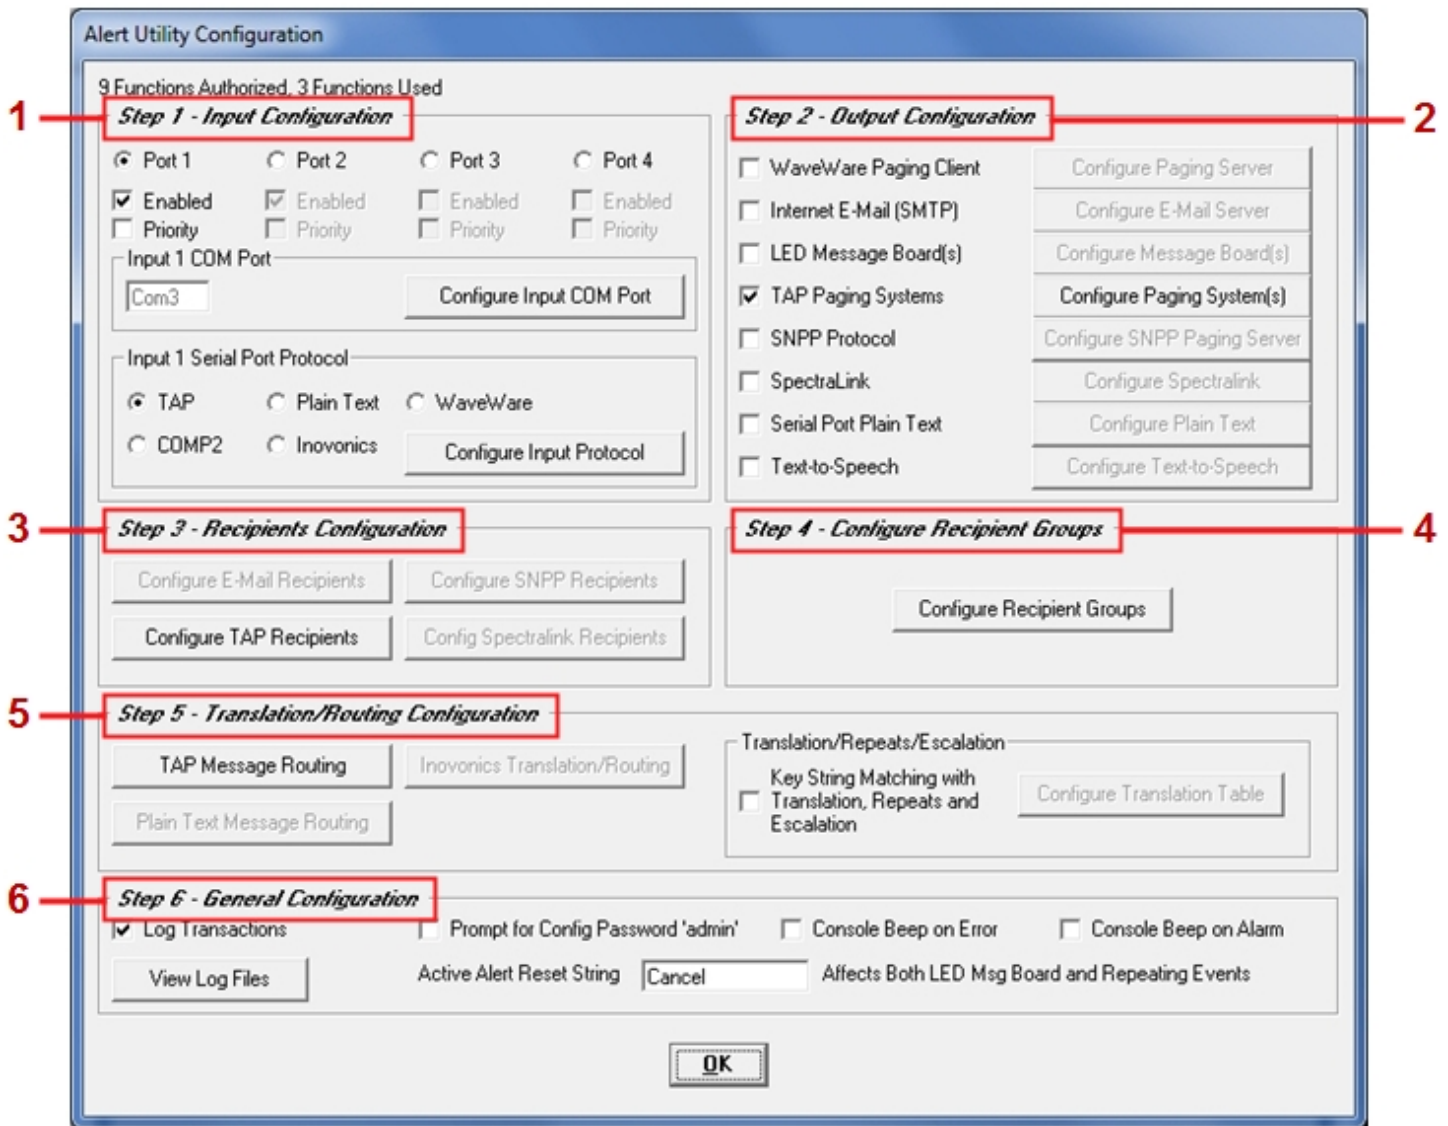 Alert Utility Configuration
9 Functions Authorized, 3 Functions Used
1
Step 1 - Input Configuration
Port 1 Port 2 Port 3 Port 4
Enabled Enabled Enabled Enabled
Priority Priority Priority Priority
Input 1 COM Port
Com3 Configure Input COM Port
Input 1 Serial Port Protocol
TAP Plain Text WaveWare
COMP2 Inovonics Configure Input Protocol
Step 2 - Output Configuration
2
WaveWare Paging Client Configure Paging Server
Internet E-Mail (SMTP) Configure E-Mail Server
LED Message Board(s) Configure Message Board(s)
TAP Paging Systems Configure Paging System(s)
SNPP Protocol Configure SNPP Paging Server
SpectraLink Configure Spectralink
Serial Port Plain Text Configure Plain Text
Text-to-Speech Configure Text-to-Speech
3
Step 3 - Recipients Configuration
Configure E-Mail Recipients Configure SNPP Recipients
Configure TAP Recipients Config Spectralink Recipients
Step 4 - Configure Recipient Groups
4
Configure Recipient Groups
5
Step 5 - Translation/Routing Configuration
TAP Message Routing Inovonics Translation/Routing
Plain Text Message Routing
Translation/Repeats/Escalation
Key String Matching with
Translation, Repeats and
Escalation
Configure Translation Table
6
Step 6 - General Configuration
Log Transactions Prompt for Config Password 'admin' Console Beep on Error Console Beep on Alarm
View Log Files Active Alert Reset String Cancel Affects Both LED Msg Board and Repeating Events
OK